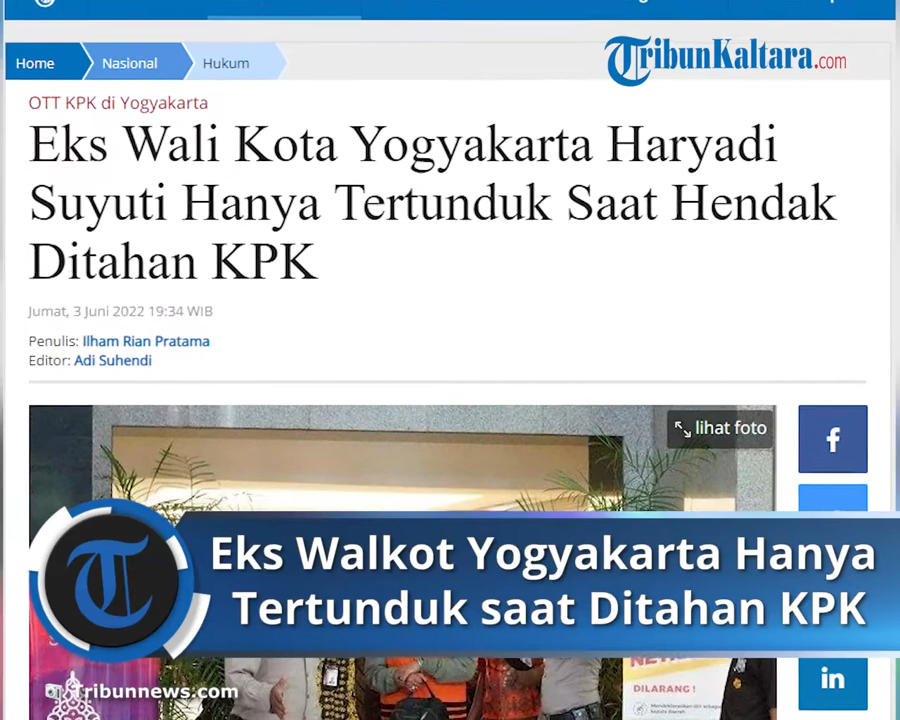 TribunKaltara.com
Home Nasional Hukum
OTT KPK di Yogyakarta
Eks Wali Kota Yogyakarta Haryadi
Suyuti Hanya Tertunduk Saat Hendak
Ditahan KPK
Jumat, 3 Juni 2022 19:34 WIB
Penulis: Ilham Rian Pratama
Editor: Adi Suhendi
lihat foto
f
Eks Walkot Yogyakarta Hanya
Tertunduk saat Ditahan KPK
in
DILARANG !
Tribunnews.com